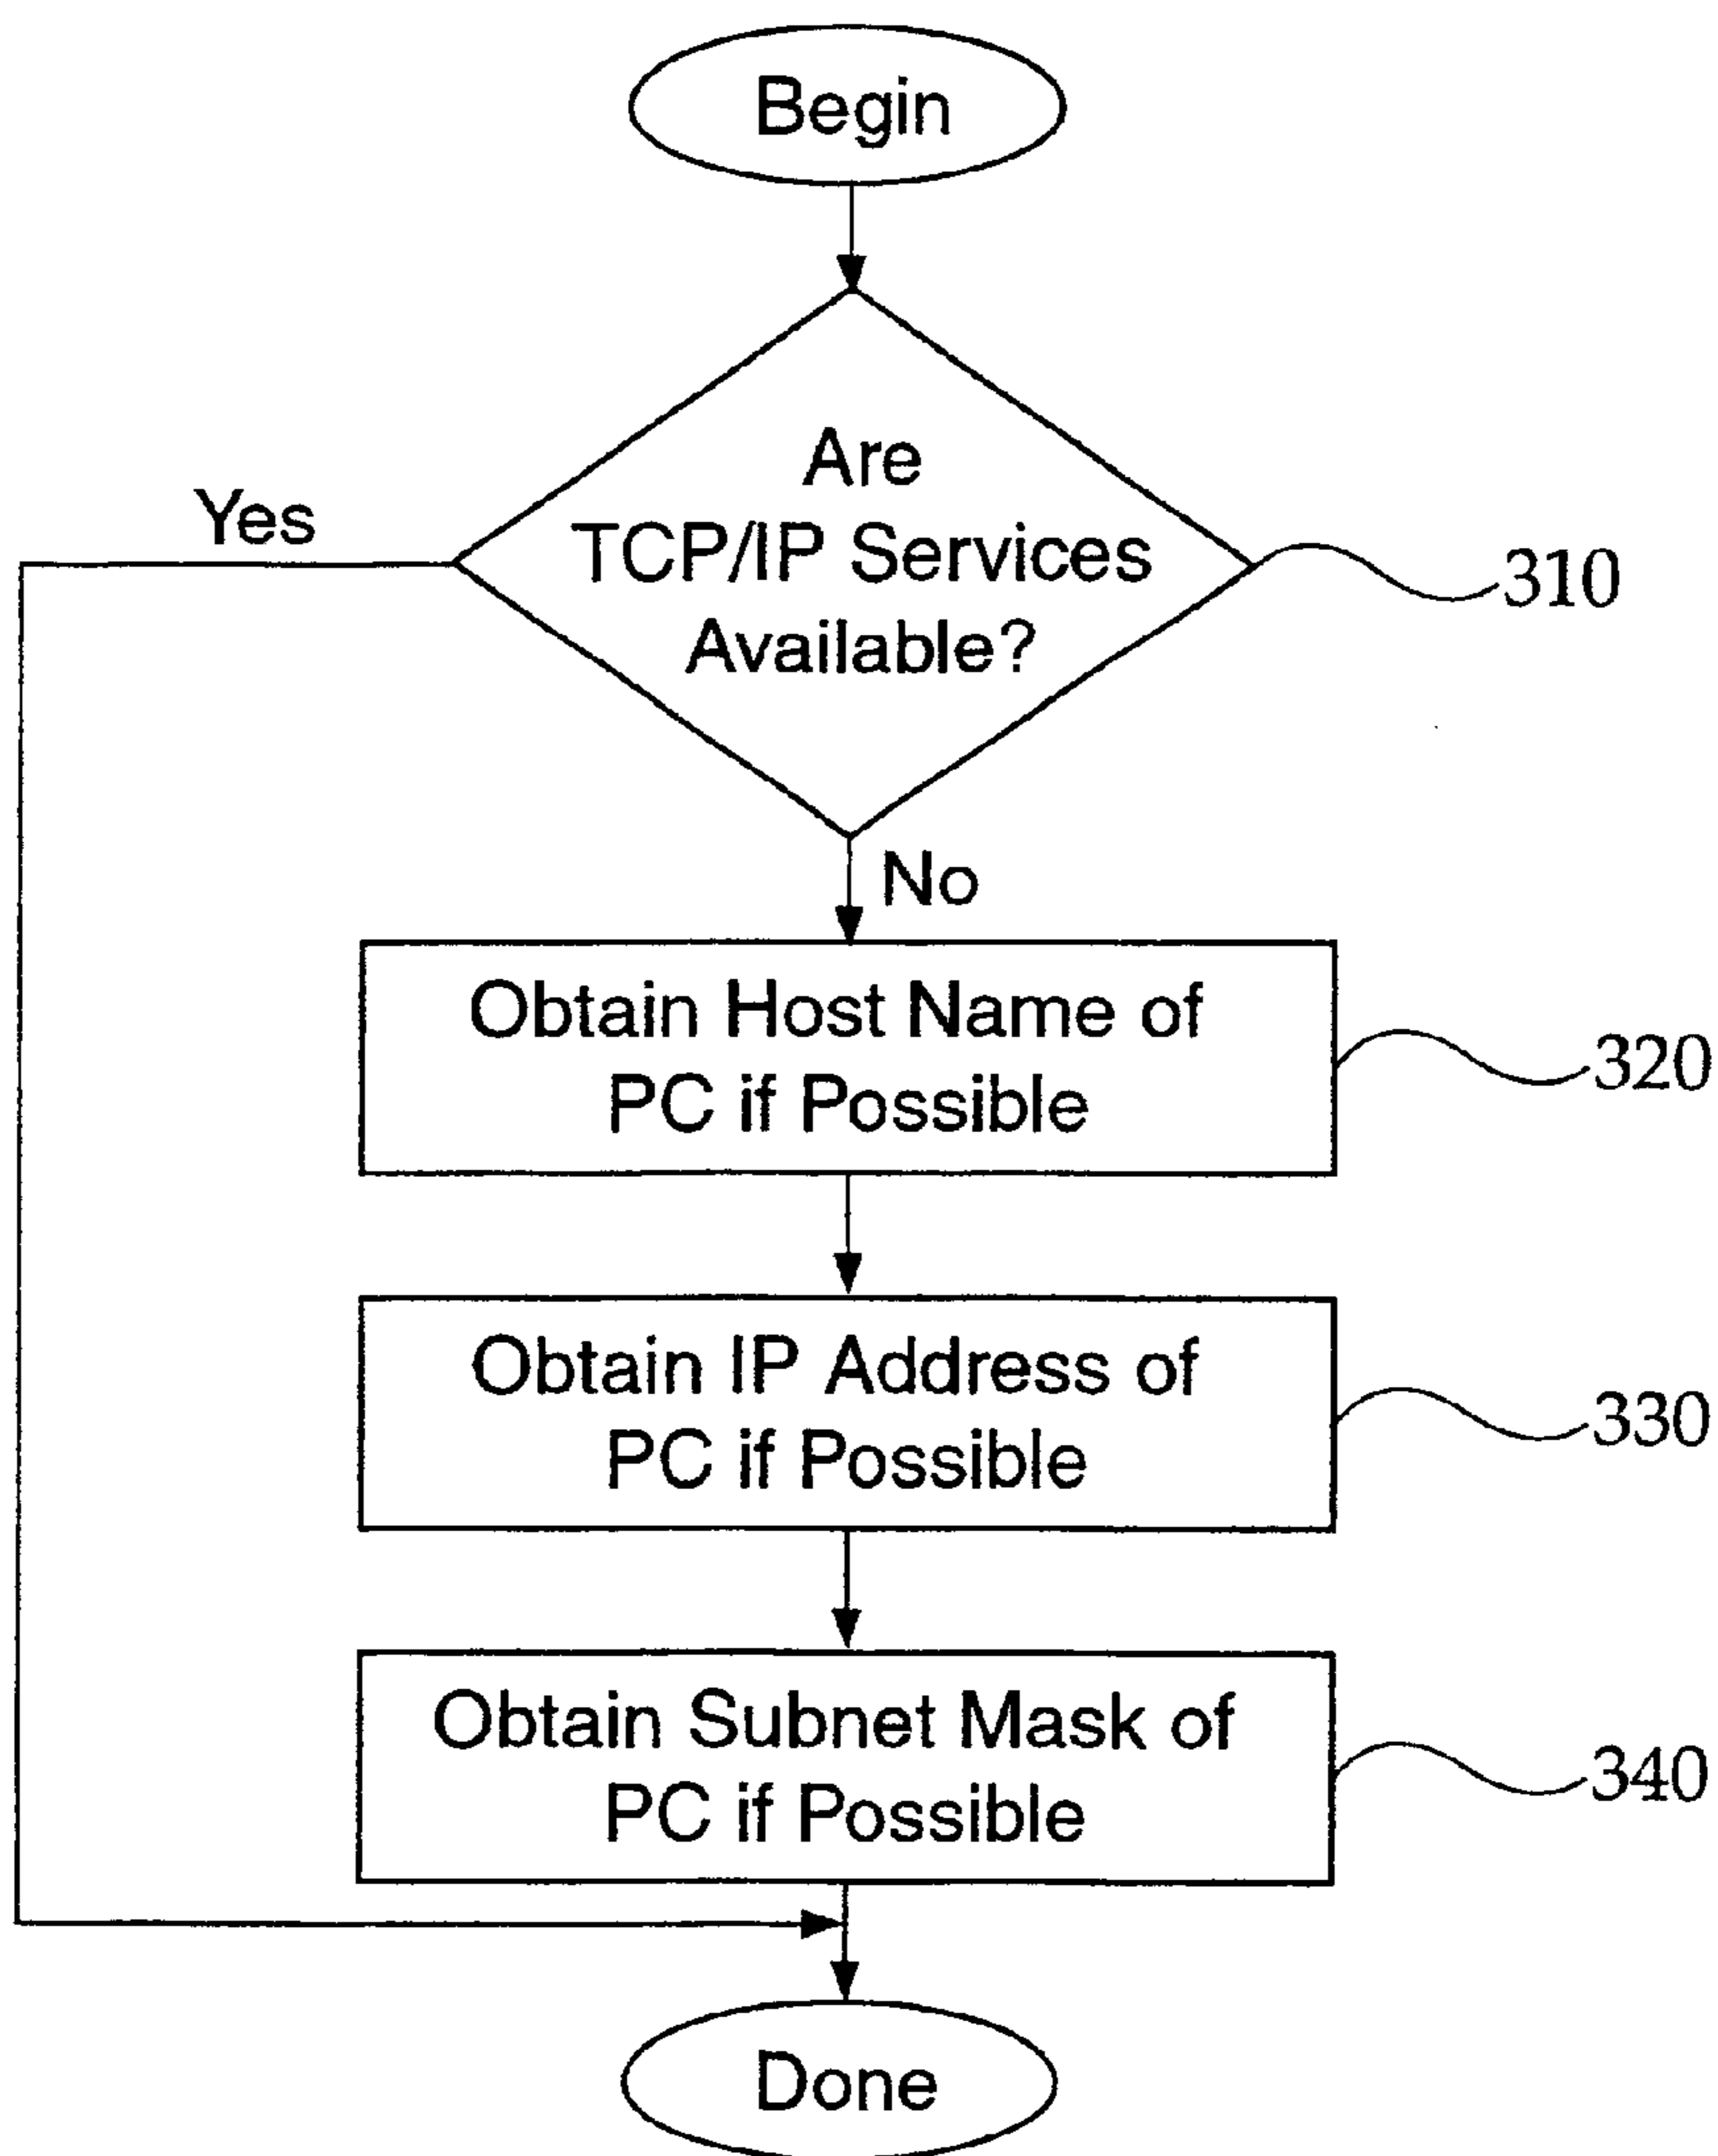 Begin
Are
TCP/IP Services
Available?
Yes
310
No
Obtain Host Name of
PC if Possible
320
Obtain IP Address of
PC if Possible
330
Obtain Subnet Mask of
PC if Possible
340
Done